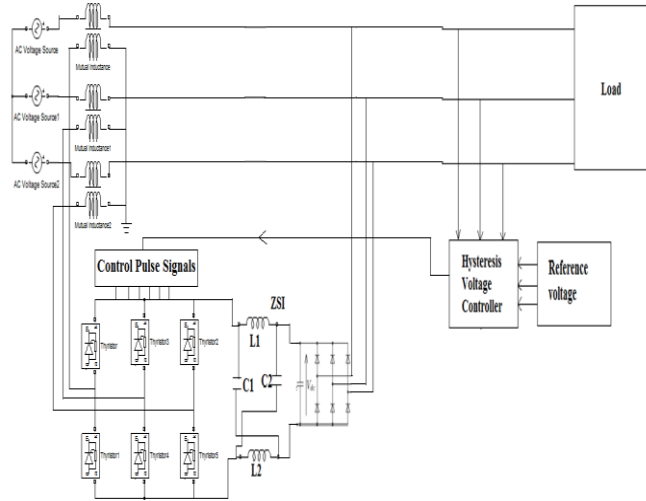 AC Voltage Source
Mutual Inductance
AC Voltage Source1
Mutual Inductance1
AC Voltage Source2
Mutual Inductance2
Load
Control Pulse Signals
Hysteresis
Voltage
Controller
Reference
voltage
ZSI
L1
C1
C2
L2
Vdc
Thyristor
Thyristor3
Thyristor2
Thyristor1
Thyristor4
Thyristor5